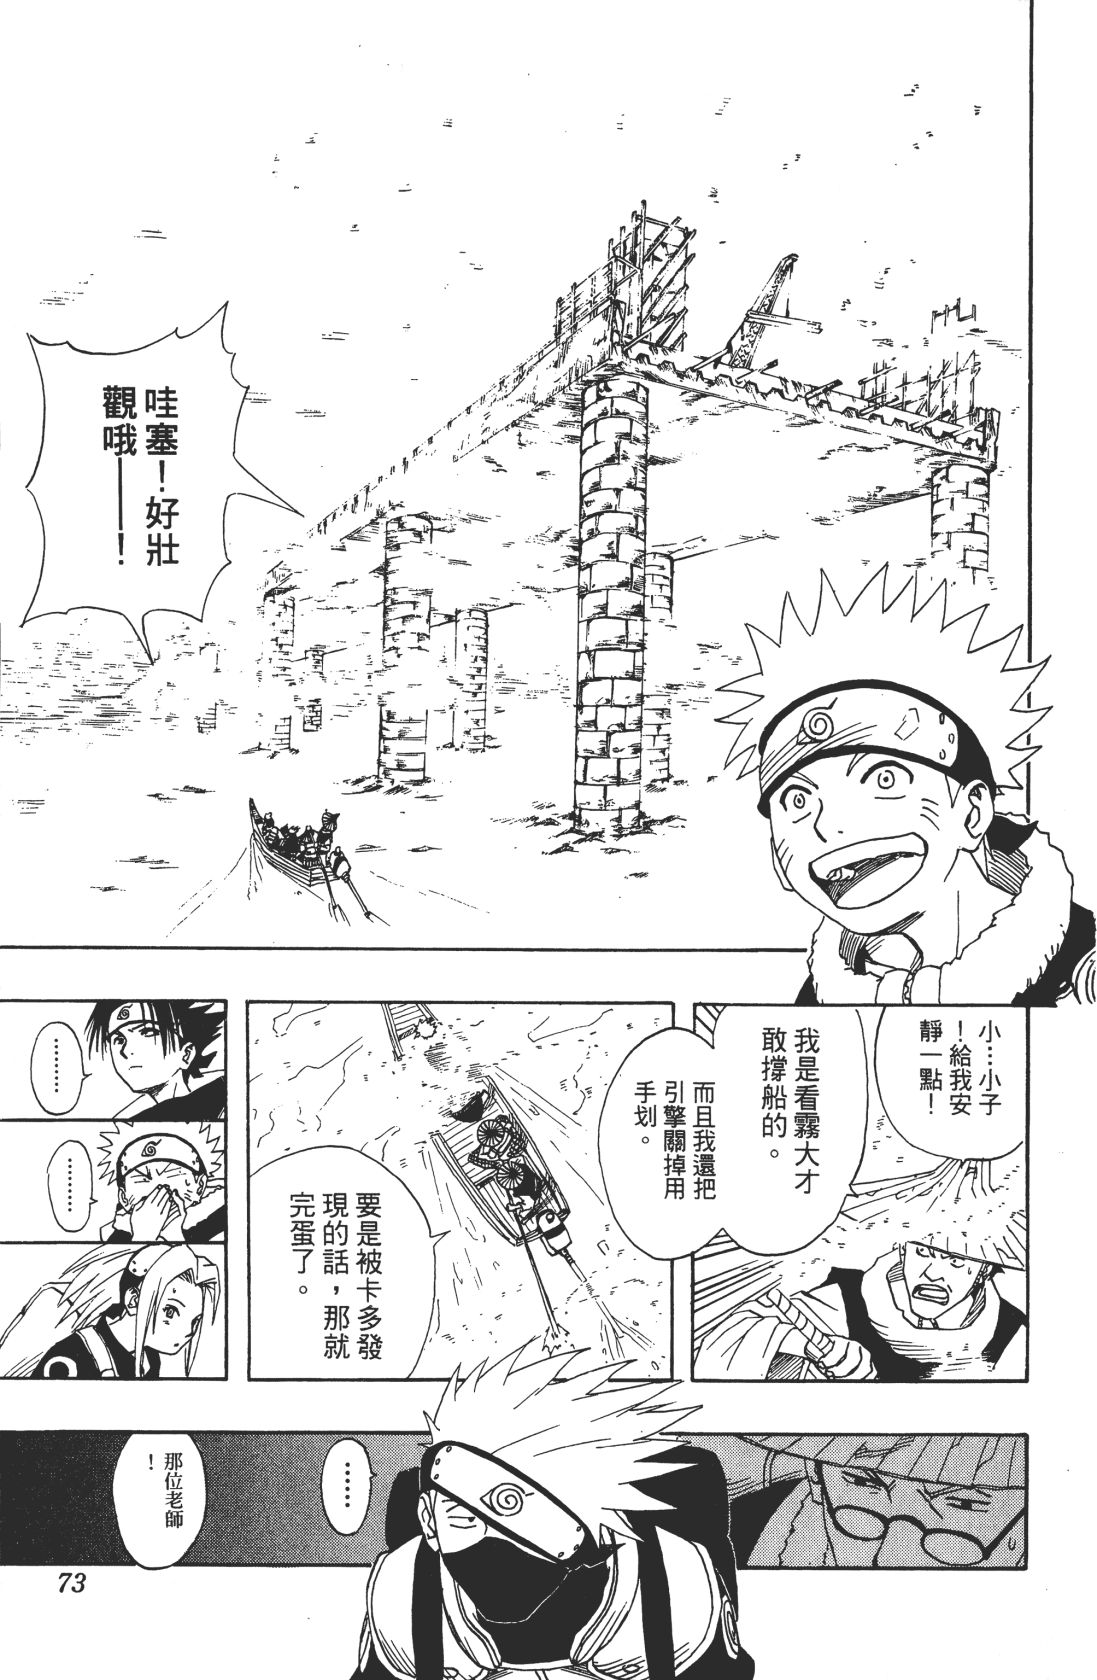 哇塞！好壯
觀哦——！
小…小子
！給我安
靜一點！
我是看霧大才
敢撐船的。
而且我還把
引擎關掉用
手划。
要是被卡多發
現的話，那就
完蛋了。
……
……
……
那位老師
！
73